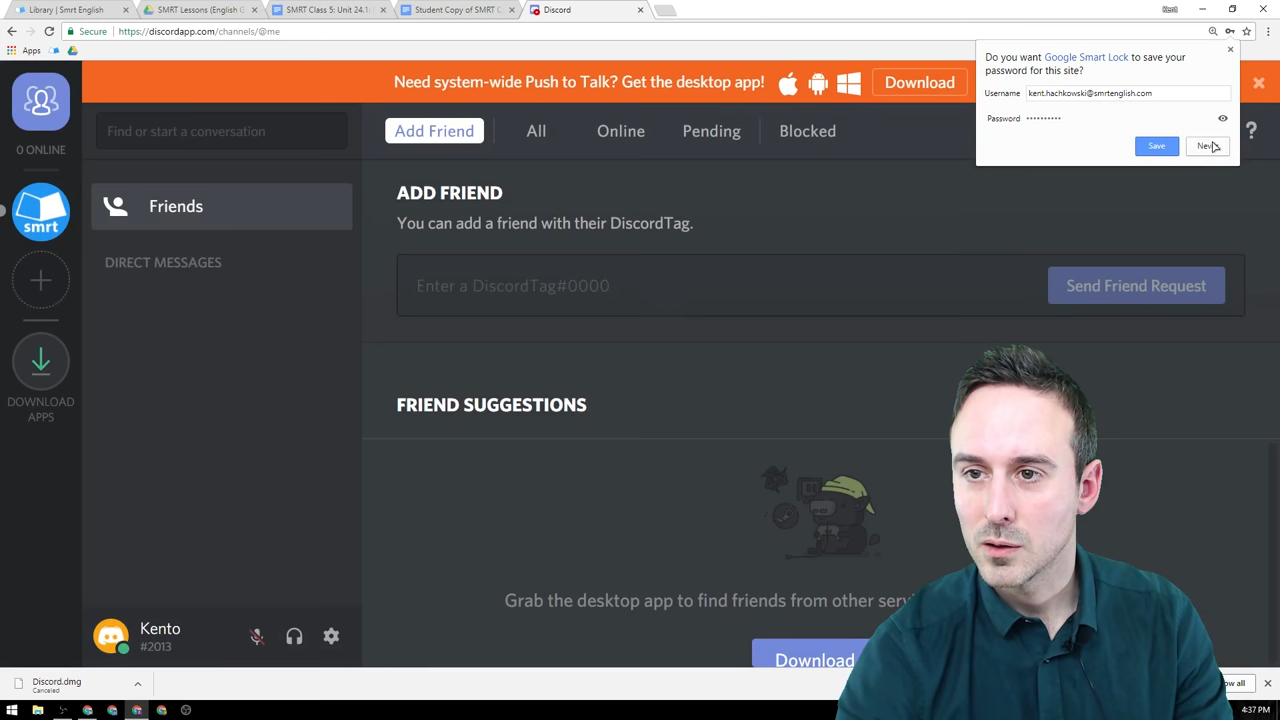 Library | Smrt English
SMRT Lessons (English G
SMRT Class 5: Unit 24.1
Student Copy of SMRT C
Discord
Kent
Secure
https://discordapp.com/channels/@me
Apps
Need system-wide Push to Talk? Get the desktop app!
Download
Do you want Google Smart Lock to save your
password for this site?
Username kent.hachkowski@smrtenglish.com
Password ••••••••••
Save
0 ONLINE
smrt
DOWNLOAD
APPS
Find or start a conversation
Friends
DIRECT MESSAGES
Add Friend All Online Pending Blocked
?
ADD FRIEND
You can add a friend with their DiscordTag.
Enter a DiscordTag#0000
Send Friend Request
FRIEND SUGGESTIONS
Grab the desktop app to find friends from other
Download
Kento
#2013
Discord.dmg
Canceled
all
4:37 PM